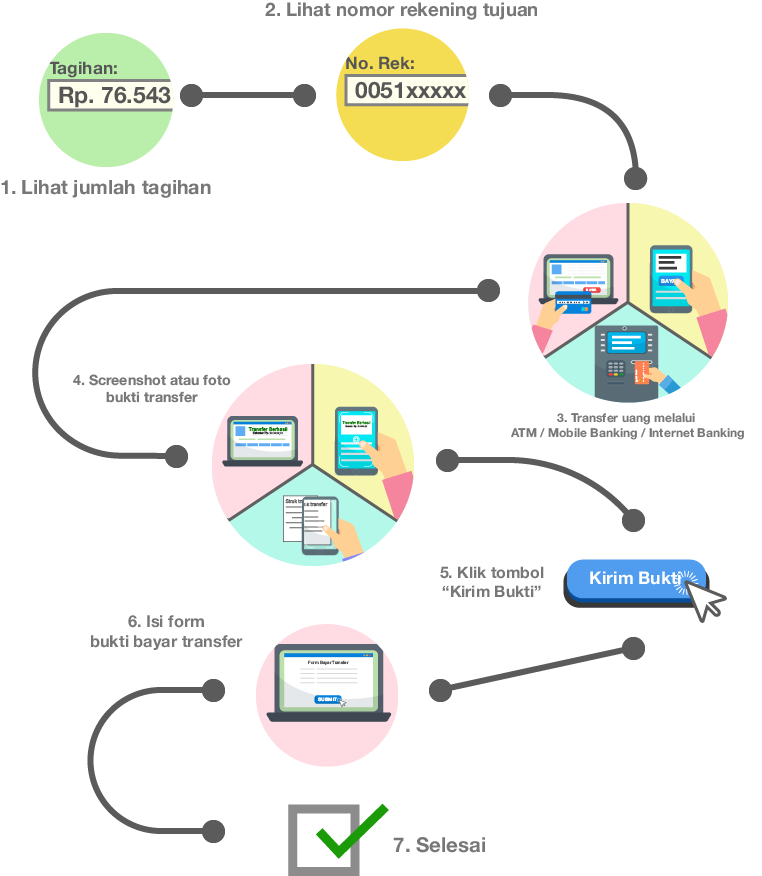 2. Lihat nomor rekening tujuan
Tagihan:
Rp. 76.543
No. Rek:
0051xxxxx
1. Lihat jumlah tagihan
BAYAR
3. Transfer uang melalui
ATM / Mobile Banking / Internet Banking
4. Screenshot atau foto
bukti transfer
Transfer Berhasil
Transfer Berhasil
Struk tra
s transfer
5. Klik tombol
“Kirim Bukti”
Kirim Bukti
6. Isi form
bukti bayar transfer
Form Bayar Transfer
SUBMIT
7. Selesai